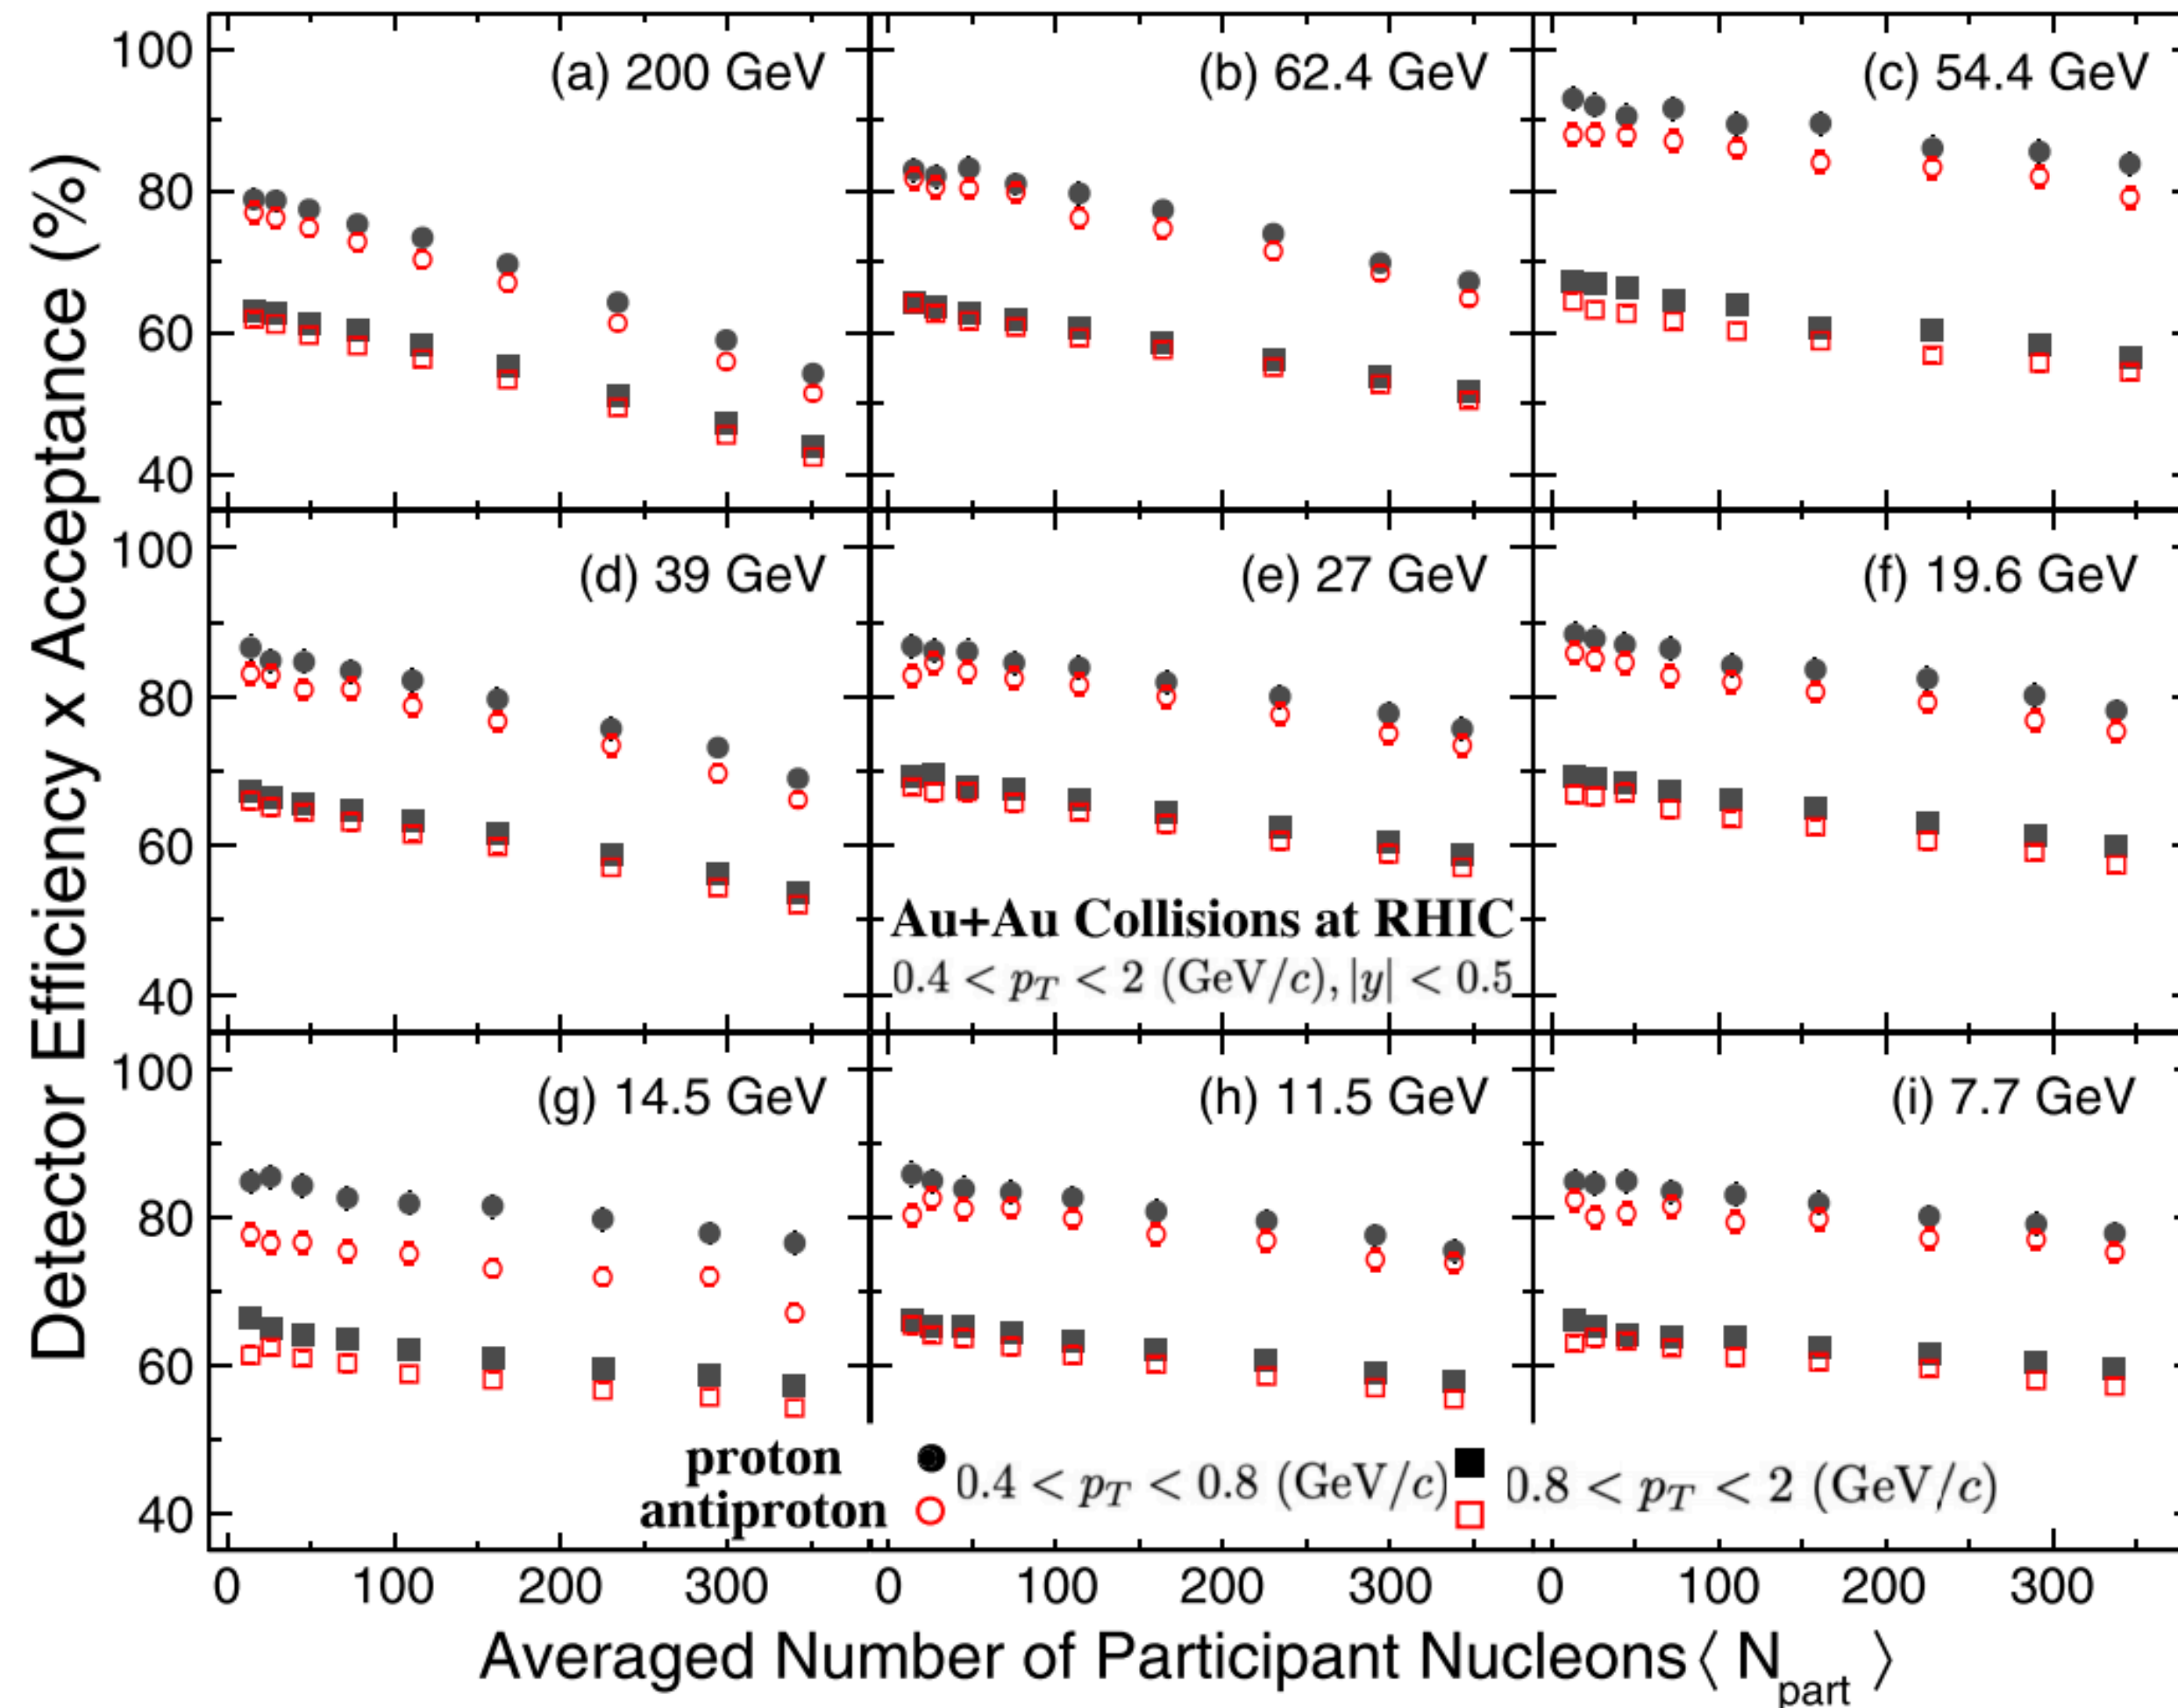 Detector Efficiency x Acceptance (%)
100
80
60
40
(a) 200 GeV
(b) 62.4 GeV
(c) 54.4 GeV
100
80
60
40
(d) 39 GeV
(e) 27 GeV
(f) 19.6 GeV
Au+Au Collisions at RHIC
0.4 < p_T < 2 (GeV/c), |y| < 0.5
100
80
60
40
(g) 14.5 GeV
(h) 11.5 GeV
(i) 7.7 GeV
proton
antiproton
0.4 < p_T < 0.8 (GeV/c)
0.8 < p_T < 2 (GeV/c)
0 100 200 300 0 100 200 300 0 100 200 300
Averaged Number of Participant Nucleons ⟨ N_part ⟩